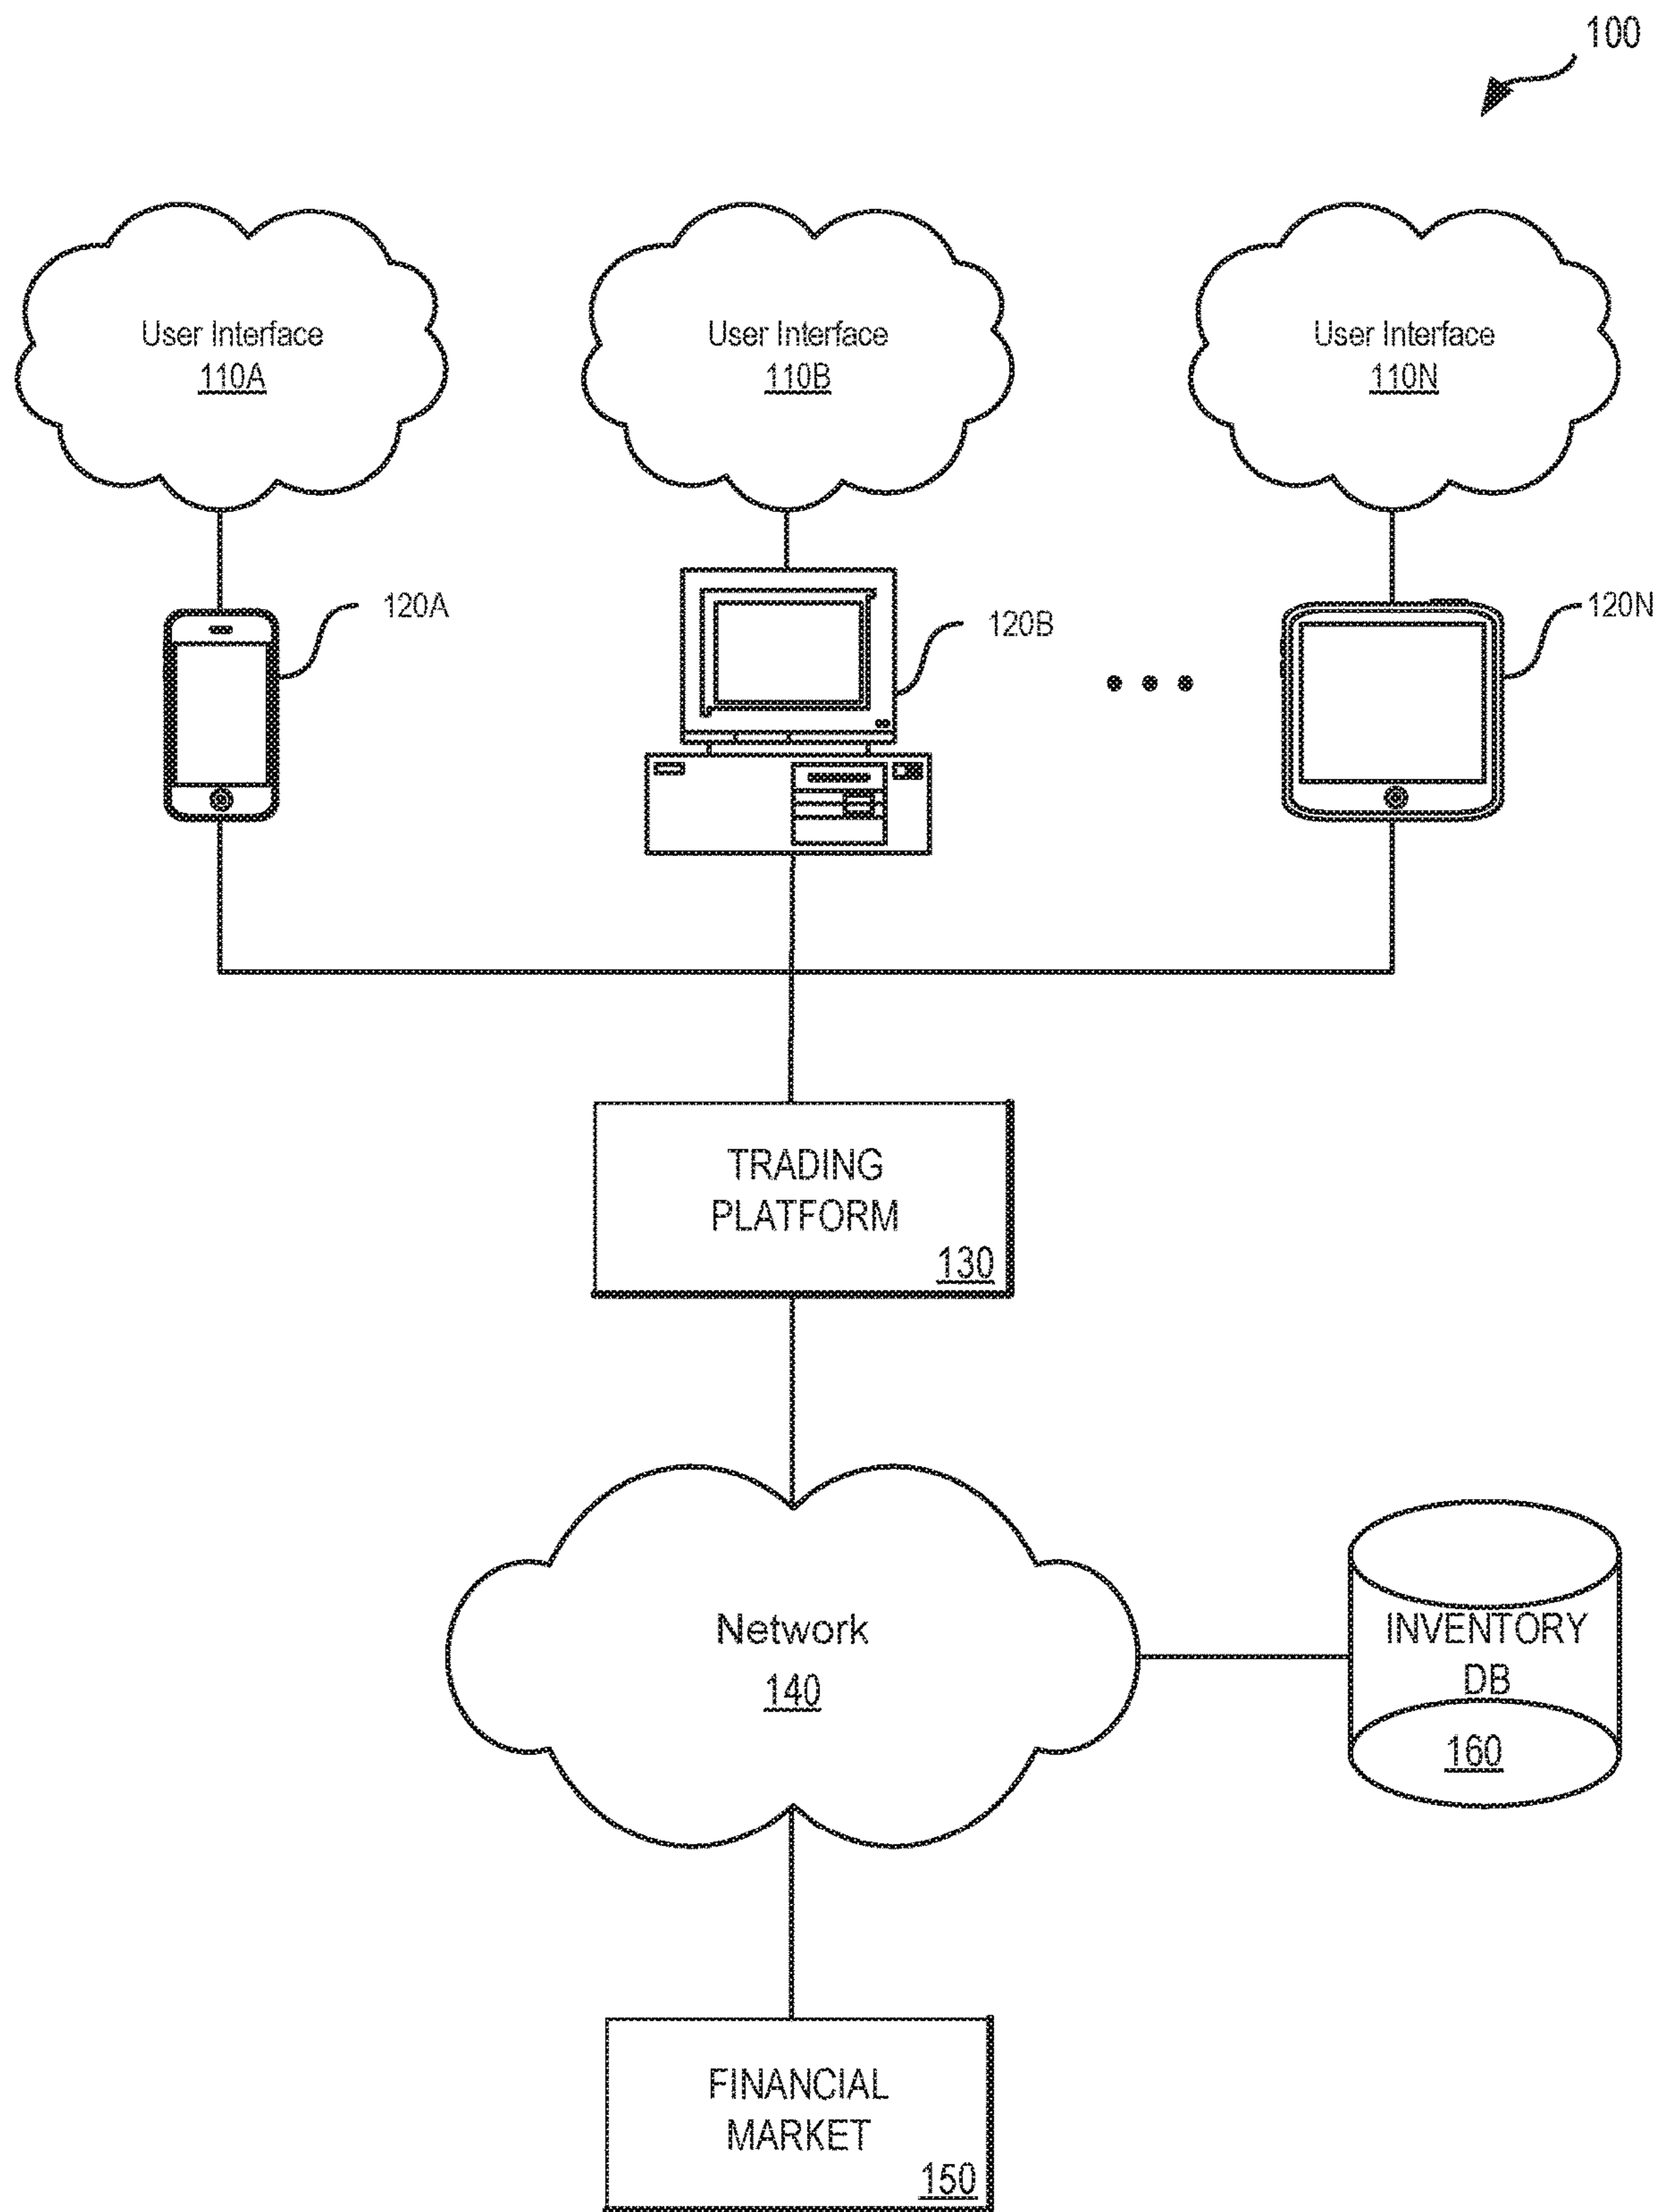 100
User Interface
110A
User Interface
110B
User Interface
110N
120A
120B
120N
TRADING
PLATFORM
130
Network
140
INVENTORY
DB
160
FINANCIAL
MARKET
150